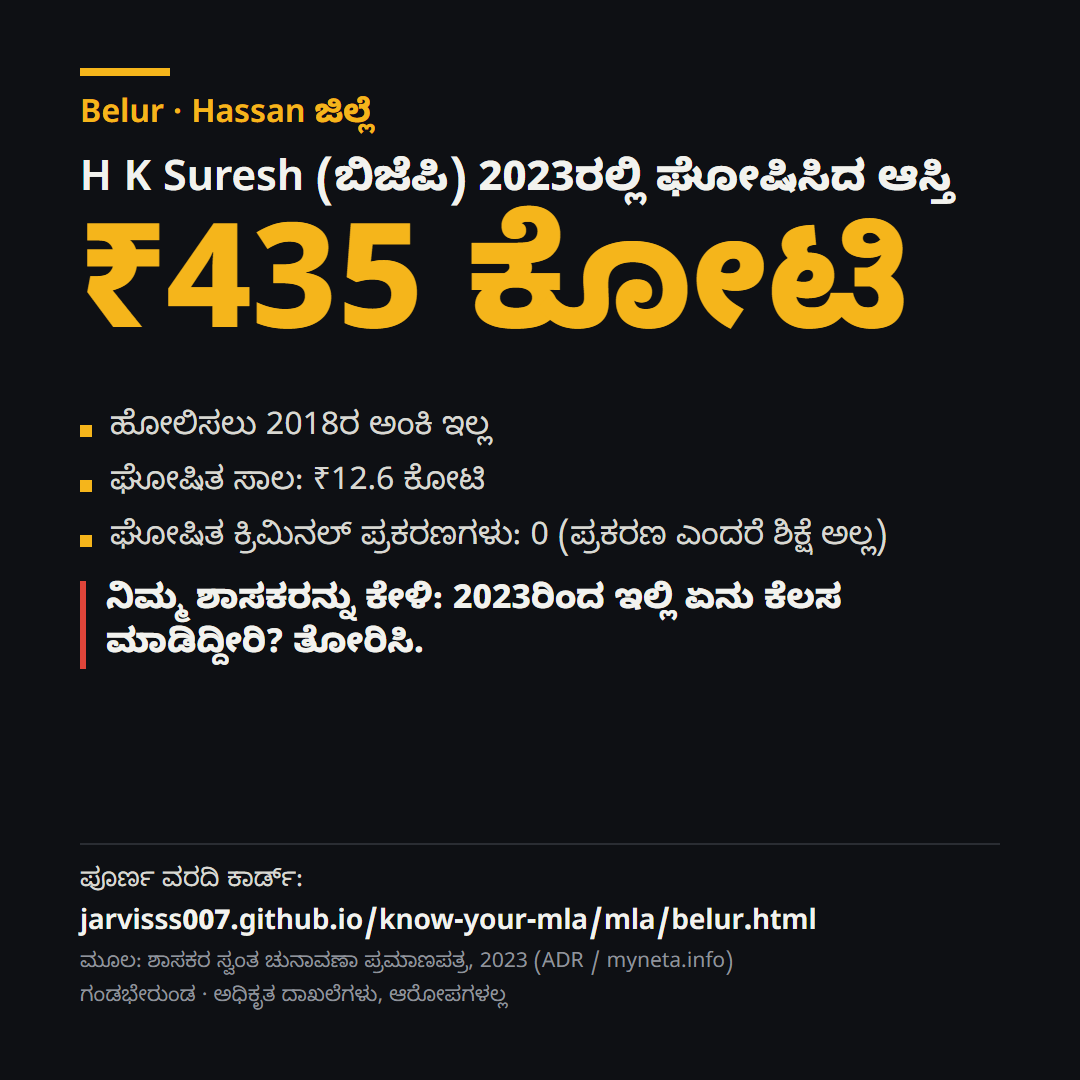 Belur · Hassan ಜಿಲ್ಲೆ
H K Suresh (ಬಿಜೆಪಿ) 2023ರಲ್ಲಿ ಘೋಷಿಸಿದ ಆಸ್ತಿ
₹435 ಕೋಟಿ
ಹೋಲಿಸಲು 2018ರ ಅಂಕಿ ಇಲ್ಲ
ಘೋಷಿತ ಸಾಲ: ₹12.6 ಕೋಟಿ
ಘೋಷಿತ ಕ್ರಿಮಿನಲ್ ಪ್ರಕರಣಗಳು: 0 (ಪ್ರಕರಣ ಎಂದರೆ ಶಿಕ್ಷೆ ಅಲ್ಲ)
ನಿಮ್ಮ ಶಾಸಕರನ್ನು ಕೇಳಿ: 2023ರಿಂದ ಇಲ್ಲಿ ಏನು ಕೆಲಸ
ಮಾಡಿದ್ದೀರಿ? ತೋರಿಸಿ.
ಪೂರ್ಣ ವರದಿ ಕಾರ್ಡ್:
jarvisss007.github.io/know-your-mla/mla/belur.html
ಮೂಲ: ಶಾಸಕರ ಸ್ವಂತ ಚುನಾವಣಾ ಪ್ರಮಾಣಪತ್ರ, 2023 (ADR / myneta.info)
ಗಂಡಭೇರುಂಡ · ಅಧಿಕೃತ ದಾಖಲೆಗಳು, ಆರೋಪಗಳಲ್ಲ